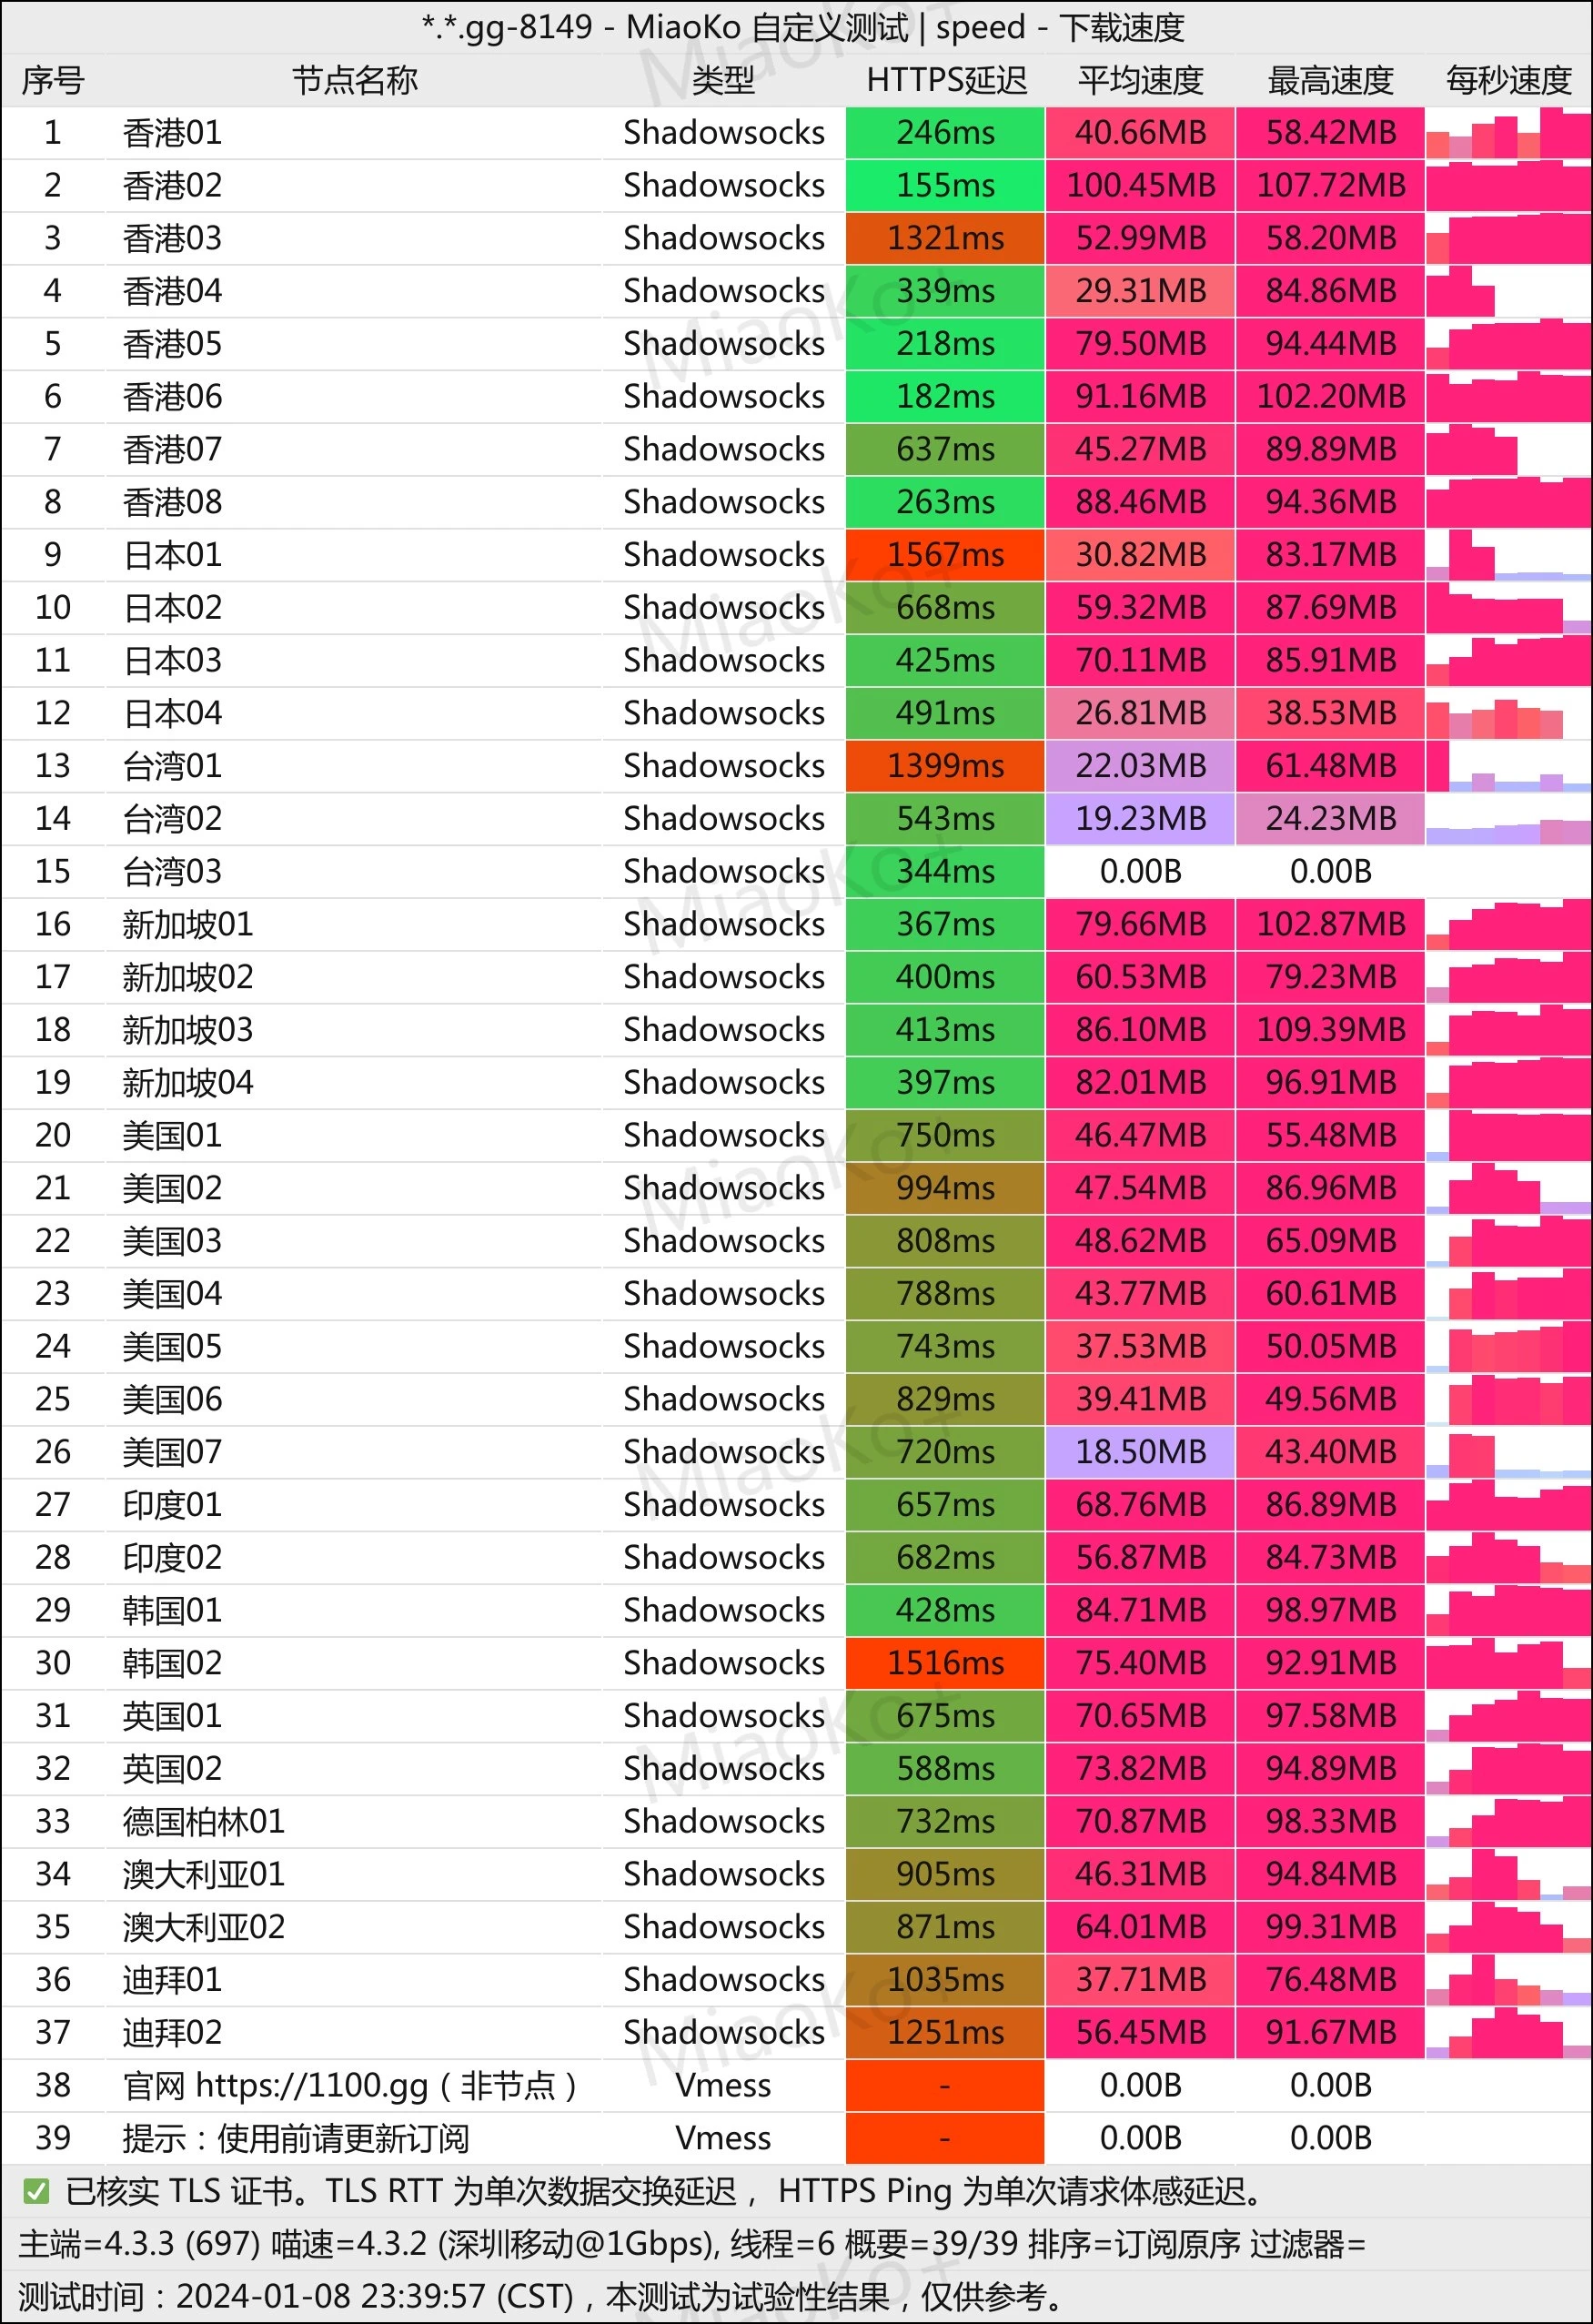 *.*.gg-8149 - MiaoKo 自定义测试 | speed - 下载速度
序号 节点名称 类型 HTTPS延迟 平均速度 最高速度 每秒速度
1 香港01 Shadowsocks 246ms 40.66MB 58.42MB
2 香港02 Shadowsocks 155ms 100.45MB 107.72MB
3 香港03 Shadowsocks 1321ms 52.99MB 58.20MB
4 香港04 Shadowsocks 339ms 29.31MB 84.86MB
5 香港05 Shadowsocks 218ms 79.50MB 94.44MB
6 香港06 Shadowsocks 182ms 91.16MB 102.20MB
7 香港07 Shadowsocks 637ms 45.27MB 89.89MB
8 香港08 Shadowsocks 263ms 88.46MB 94.36MB
9 日本01 Shadowsocks 1567ms 30.82MB 83.17MB
10 日本02 Shadowsocks 668ms 59.32MB 87.69MB
11 日本03 Shadowsocks 425ms 70.11MB 85.91MB
12 日本04 Shadowsocks 491ms 26.81MB 38.53MB
13 台湾01 Shadowsocks 1399ms 22.03MB 61.48MB
14 台湾02 Shadowsocks 543ms 19.23MB 24.23MB
15 台湾03 Shadowsocks 344ms 0.00B 0.00B
16 新加坡01 Shadowsocks 367ms 79.66MB 102.87MB
17 新加坡02 Shadowsocks 400ms 60.53MB 79.23MB
18 新加坡03 Shadowsocks 413ms 86.10MB 109.39MB
19 新加坡04 Shadowsocks 397ms 82.01MB 96.91MB
20 美国01 Shadowsocks 750ms 46.47MB 55.48MB
21 美国02 Shadowsocks 994ms 47.54MB 86.96MB
22 美国03 Shadowsocks 808ms 48.62MB 65.09MB
23 美国04 Shadowsocks 788ms 43.77MB 60.61MB
24 美国05 Shadowsocks 743ms 37.53MB 50.05MB
25 美国06 Shadowsocks 829ms 39.41MB 49.56MB
26 美国07 Shadowsocks 720ms 18.50MB 43.40MB
27 印度01 Shadowsocks 657ms 68.76MB 86.89MB
28 印度02 Shadowsocks 682ms 56.87MB 84.73MB
29 韩国01 Shadowsocks 428ms 84.71MB 98.97MB
30 韩国02 Shadowsocks 1516ms 75.40MB 92.91MB
31 英国01 Shadowsocks 675ms 70.65MB 97.58MB
32 英国02 Shadowsocks 588ms 73.82MB 94.89MB
33 德国柏林01 Shadowsocks 732ms 70.87MB 98.33MB
34 澳大利亚01 Shadowsocks 905ms 46.31MB 94.84MB
35 澳大利亚02 Shadowsocks 871ms 64.01MB 99.31MB
36 迪拜01 Shadowsocks 1035ms 37.71MB 76.48MB
37 迪拜02 Shadowsocks 1251ms 56.45MB 91.67MB
38 官网 https://1100.gg（非节点） Vmess - 0.00B 0.00B
39 提示：使用前请更新订阅 Vmess - 0.00B 0.00B
✅ 已核实 TLS 证书。TLS RTT 为单次数据交换延迟， HTTPS Ping 为单次请求体感延迟。
主端=4.3.3 (697) 喵速=4.3.2 (深圳移动@1Gbps), 线程=6 概要=39/39 排序=订阅原序 过滤器=
测试时间：2024-01-08 23:39:57 (CST)，本测试为试验性结果，仅供参考。